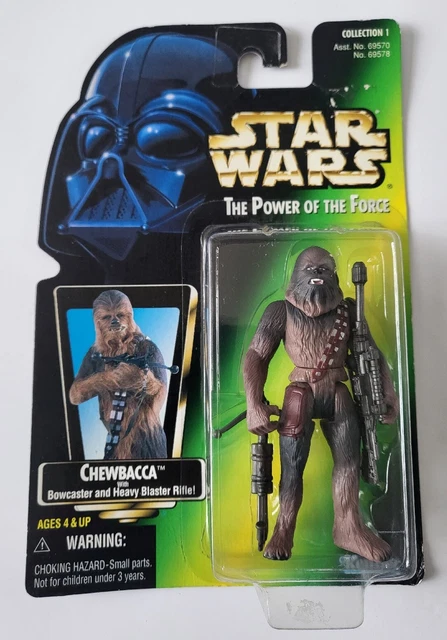 COLLECTION 1
Asst. No. 69570
No. 69578
STAR
WARS®
THE POWER OF THE FORCE
CHEWBACCA™
with
Bowcaster and Heavy Blaster Rifle!
AGES 4 & UP
WARNING:
CHOKING HAZARD-Small parts.
Not for children under 3 years.